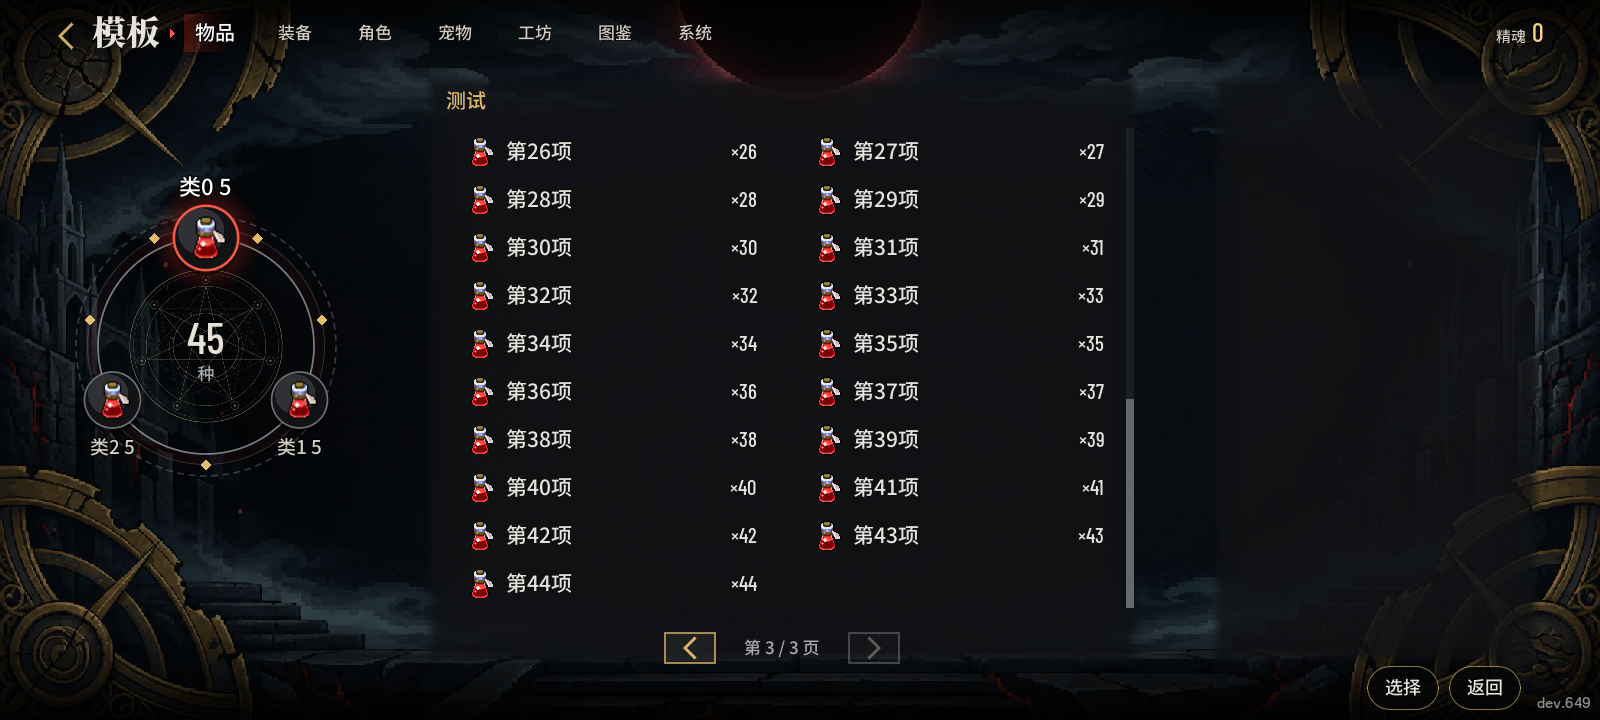 模板 物品 装备 角色 宠物 工坊 图鉴 系统 精魂 0
测试
类0 5
45
种
类2 5 类1 5
第26项 ×26 第27项 ×27
第28项 ×28 第29项 ×29
第30项 ×30 第31项 ×31
第32项 ×32 第33项 ×33
第34项 ×34 第35项 ×35
第36项 ×36 第37项 ×37
第38项 ×38 第39项 ×39
第40项 ×40 第41项 ×41
第42项 ×42 第43项 ×43
第44项 ×44
第 3 / 3 页
选择 返回
dev.649